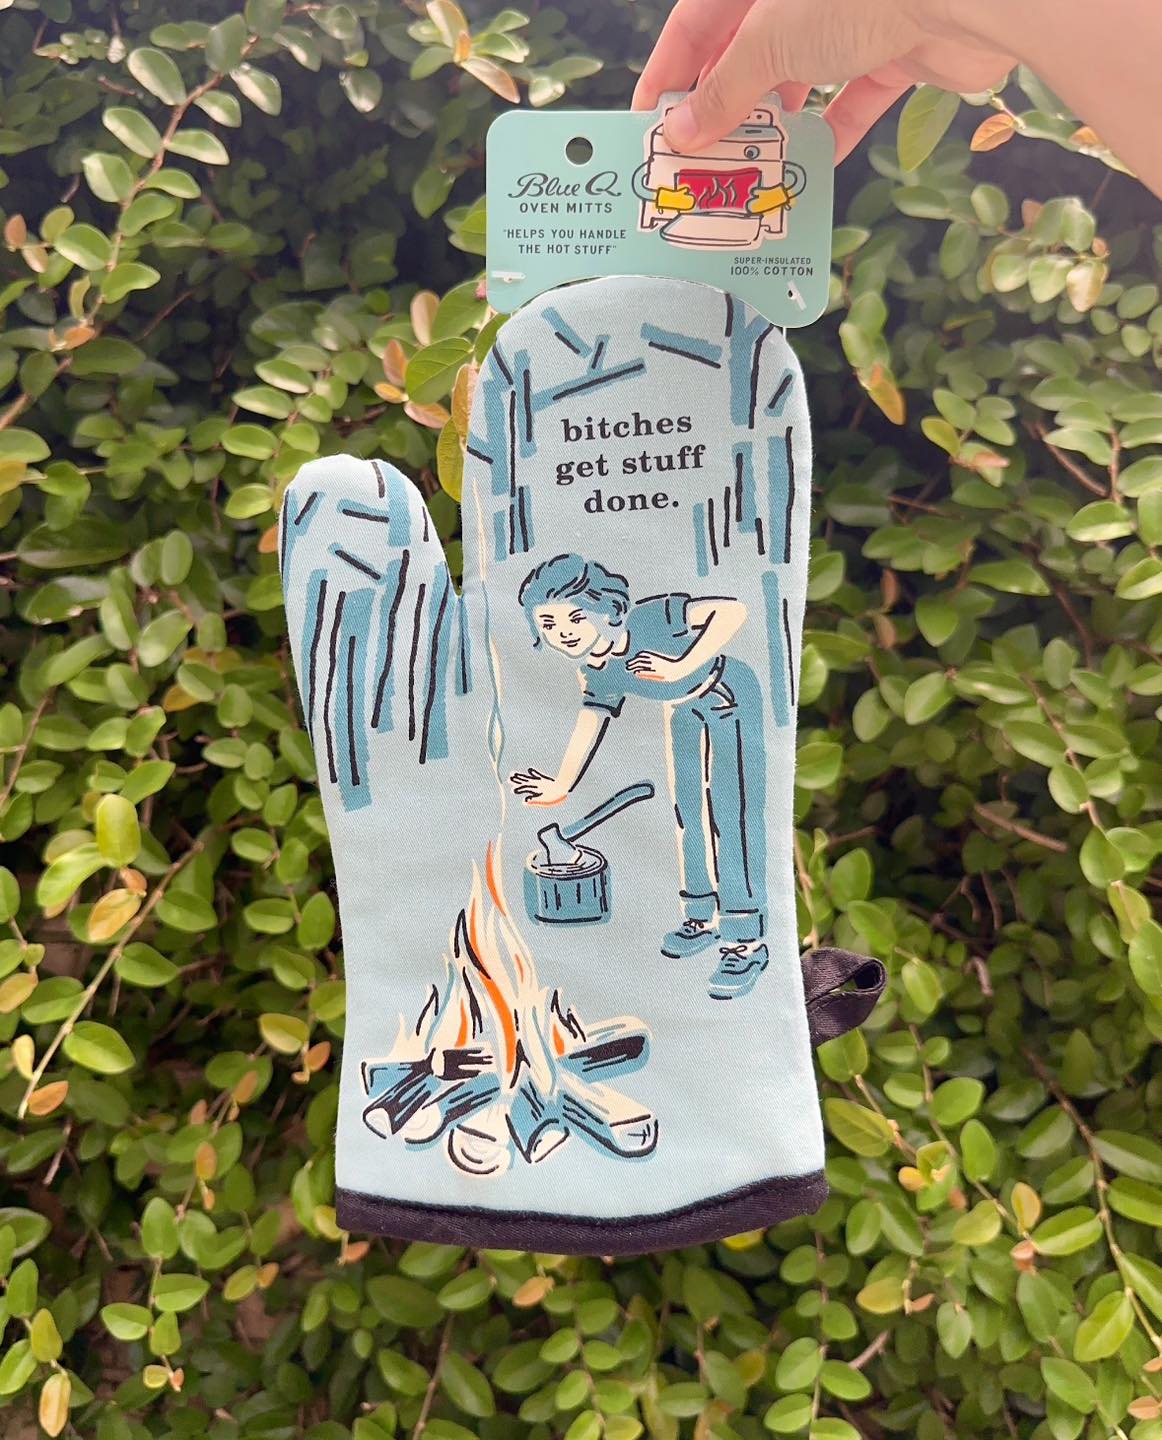 Blue Q
OVEN MITTS
"HELPS YOU HANDLE
THE HOT STUFF"
SUPER-INSULATED
100% COTTON
bitches
get stuff
done.